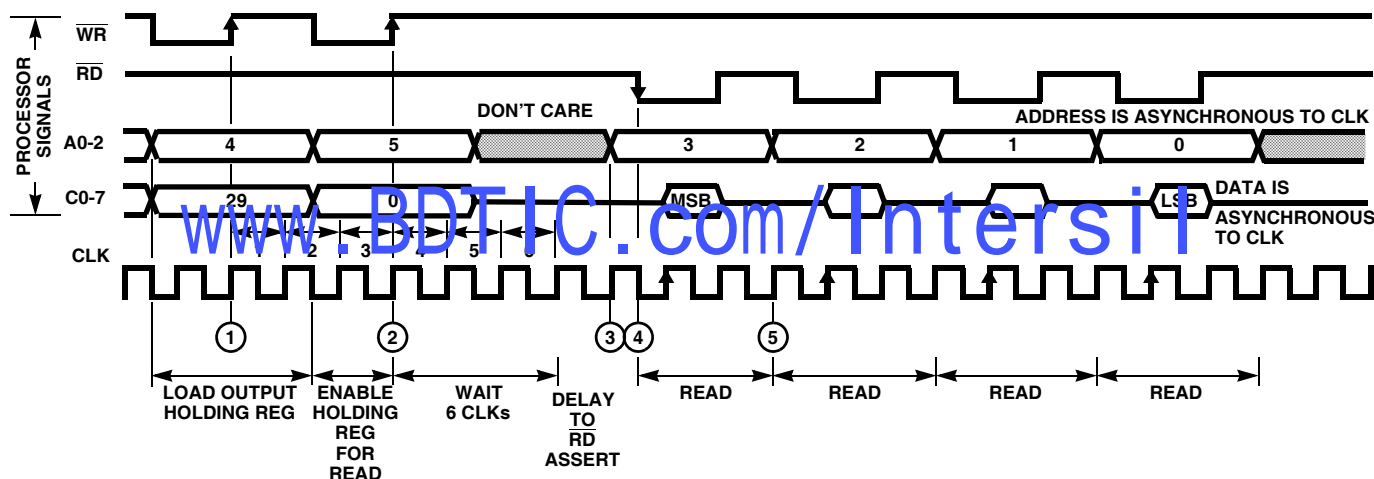 PROCESSOR SIGNALS
WR
RD
DON'T CARE
ADDRESS IS ASYNCHRONOUS TO CLK
A0-2
4
5
3
2
1
0
C0-7
29
0
MSB
LSB
DATA IS
ASYNCHRONOUS
TO CLK
www.BDTIC.com/Intersil
1
2
3
4
5
6
CLK
1
2
3
4
5
LOAD OUTPUT
HOLDING REG
ENABLE
HOLDING
REG
FOR
READ
WAIT
6 CLKs
DELAY
TO
RD
ASSERT
READ
READ
READ
READ